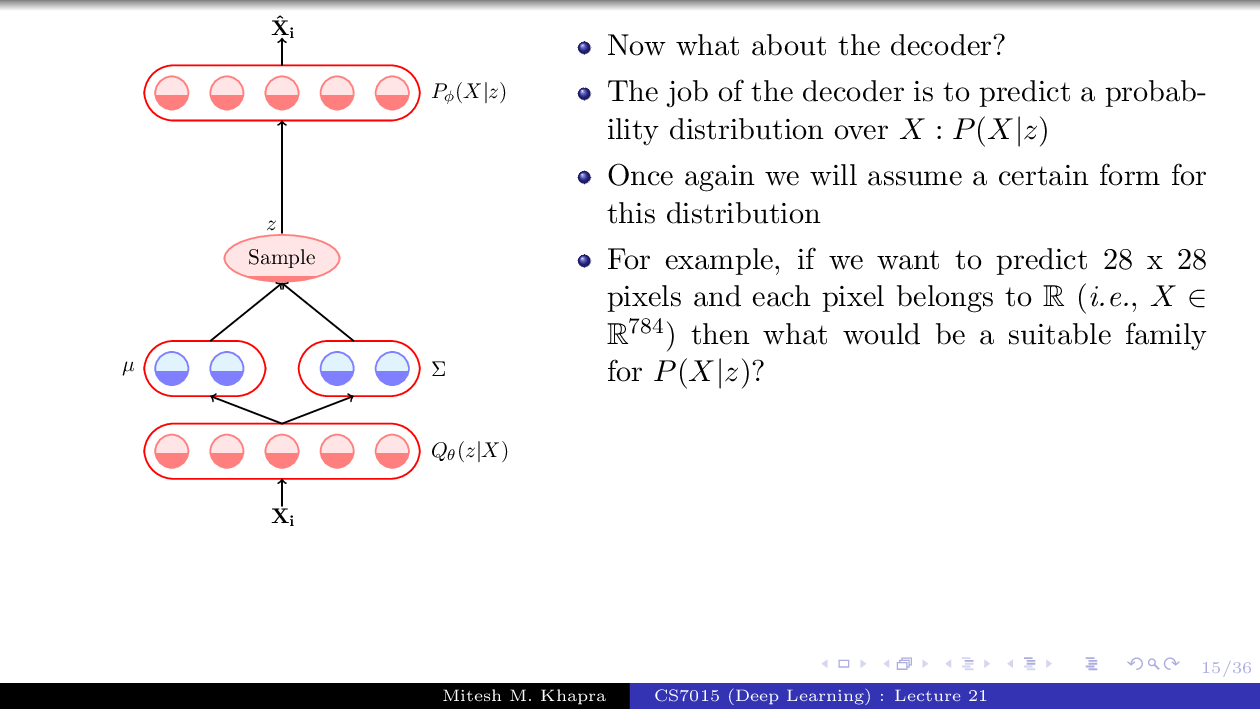 X̂ᵢ
P_ϕ(X|z)
z
Sample
μ
Σ
Q_θ(z|X)
Xᵢ
Now what about the decoder?
The job of the decoder is to predict a probab-
ility distribution over X : P(X|z)
Once again we will assume a certain form for
this distribution
For example, if we want to predict 28 x 28
pixels and each pixel belongs to ℝ (i.e., X ∈
ℝ⁷⁸⁴) then what would be a suitable family
for P(X|z)?
15/36
Mitesh M. Khapra
CS7015 (Deep Learning) : Lecture 21